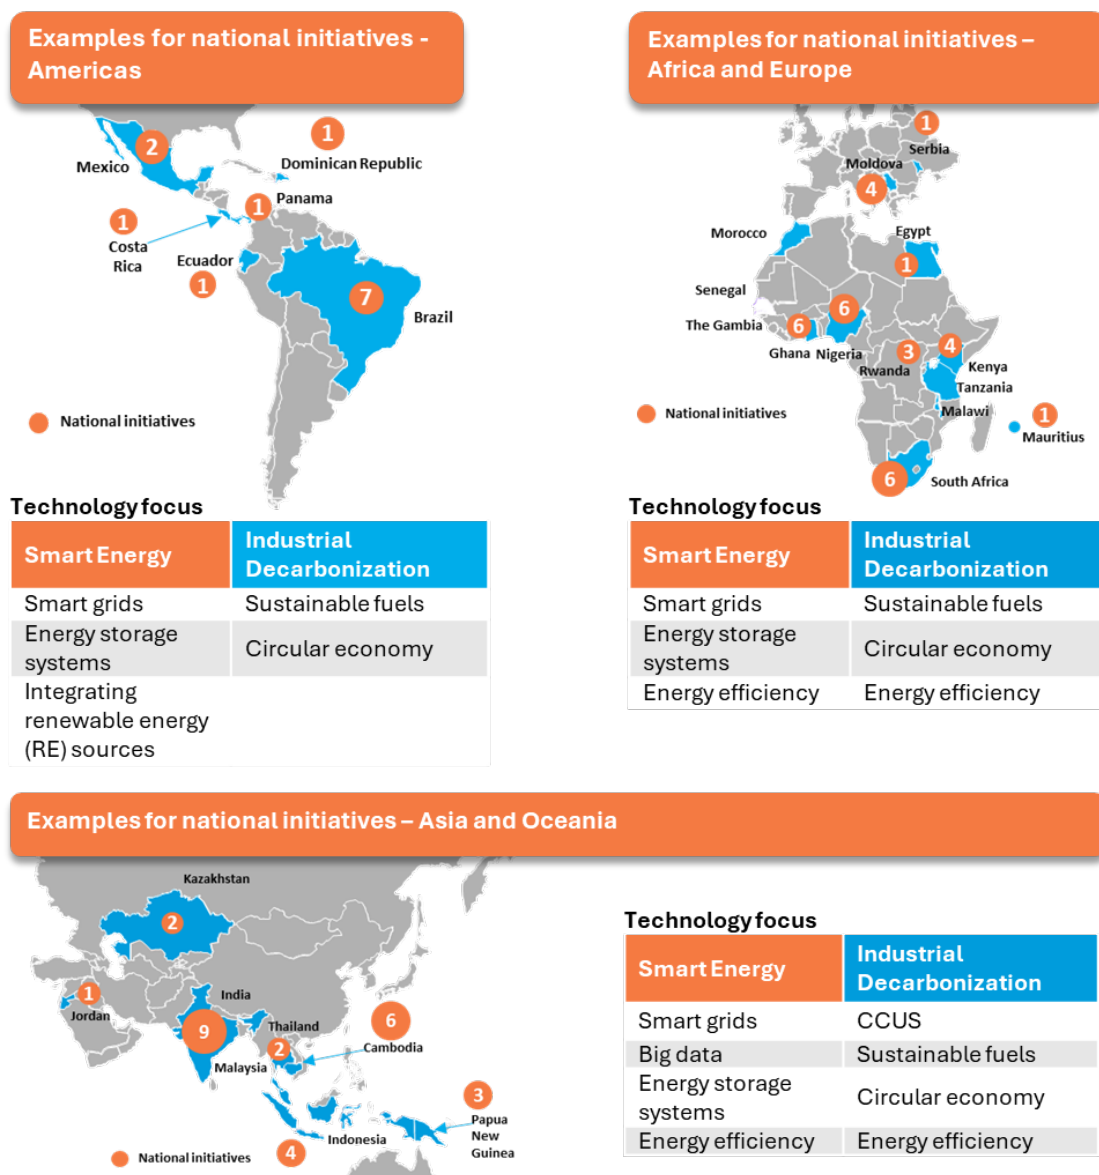 Examples for national initiatives -
Americas
1
2
Dominican Republic
Mexico
Panama
1
1
Costa
Rica
Ecuador
1
7
Brazil
National initiatives
Technology focus
Smart Energy
Industrial
Decarbonization
Smart grids
Sustainable fuels
Energy storage
systems
Circular economy
Integrating
renewable energy
(RE) sources
Examples for national initiatives –
Africa and Europe
1
Serbia
Moldova
4
Morocco
Egypt
1
Senegal
6
The Gambia
6
Ghana
Nigeria
3
Rwanda
4
Kenya
Tanzania
Malawi
1
Mauritius
National initiatives
6
South Africa
Technology focus
Smart Energy
Industrial
Decarbonization
Smart grids
Sustainable fuels
Energy storage
systems
Circular economy
Energy efficiency
Energy efficiency
Examples for national initiatives – Asia and Oceania
Kazakhstan
2
1
Jordan
India
9
Thailand
6
Cambodia
2
Malaysia
3
Papua
New
Guinea
Indonesia
4
National initiatives
Technology focus
Smart Energy
Industrial
Decarbonization
Smart grids
CCUS
Big data
Sustainable fuels
Energy storage
systems
Circular economy
Energy efficiency
Energy efficiency